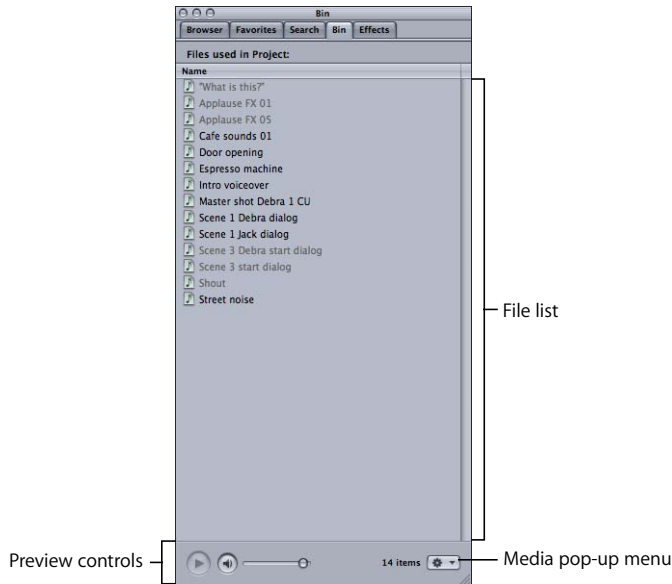 Bin
Browser Favorites Search Bin Effects
Files used in Project:
Name
"What is this?"
Applause FX 01
Applause FX 05
Cafe sounds 01
Door opening
Espresso machine
Intro voiceover
Master shot Debra 1 CU
Scene 1 Debra dialog
Scene 1 Jack dialog
Scene 3 Debra start dialog
Scene 3 start dialog
Shout
Street noise
File list
Preview controls
14 items
Media pop-up menu